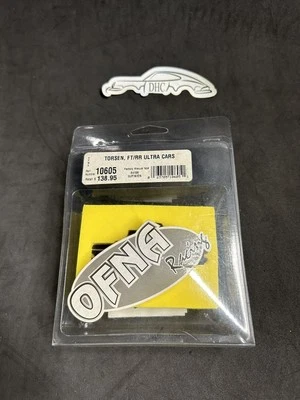 DHC
TORSEN, FT/RR ULTRA CARS
10605
138.95
OFNA
Racing